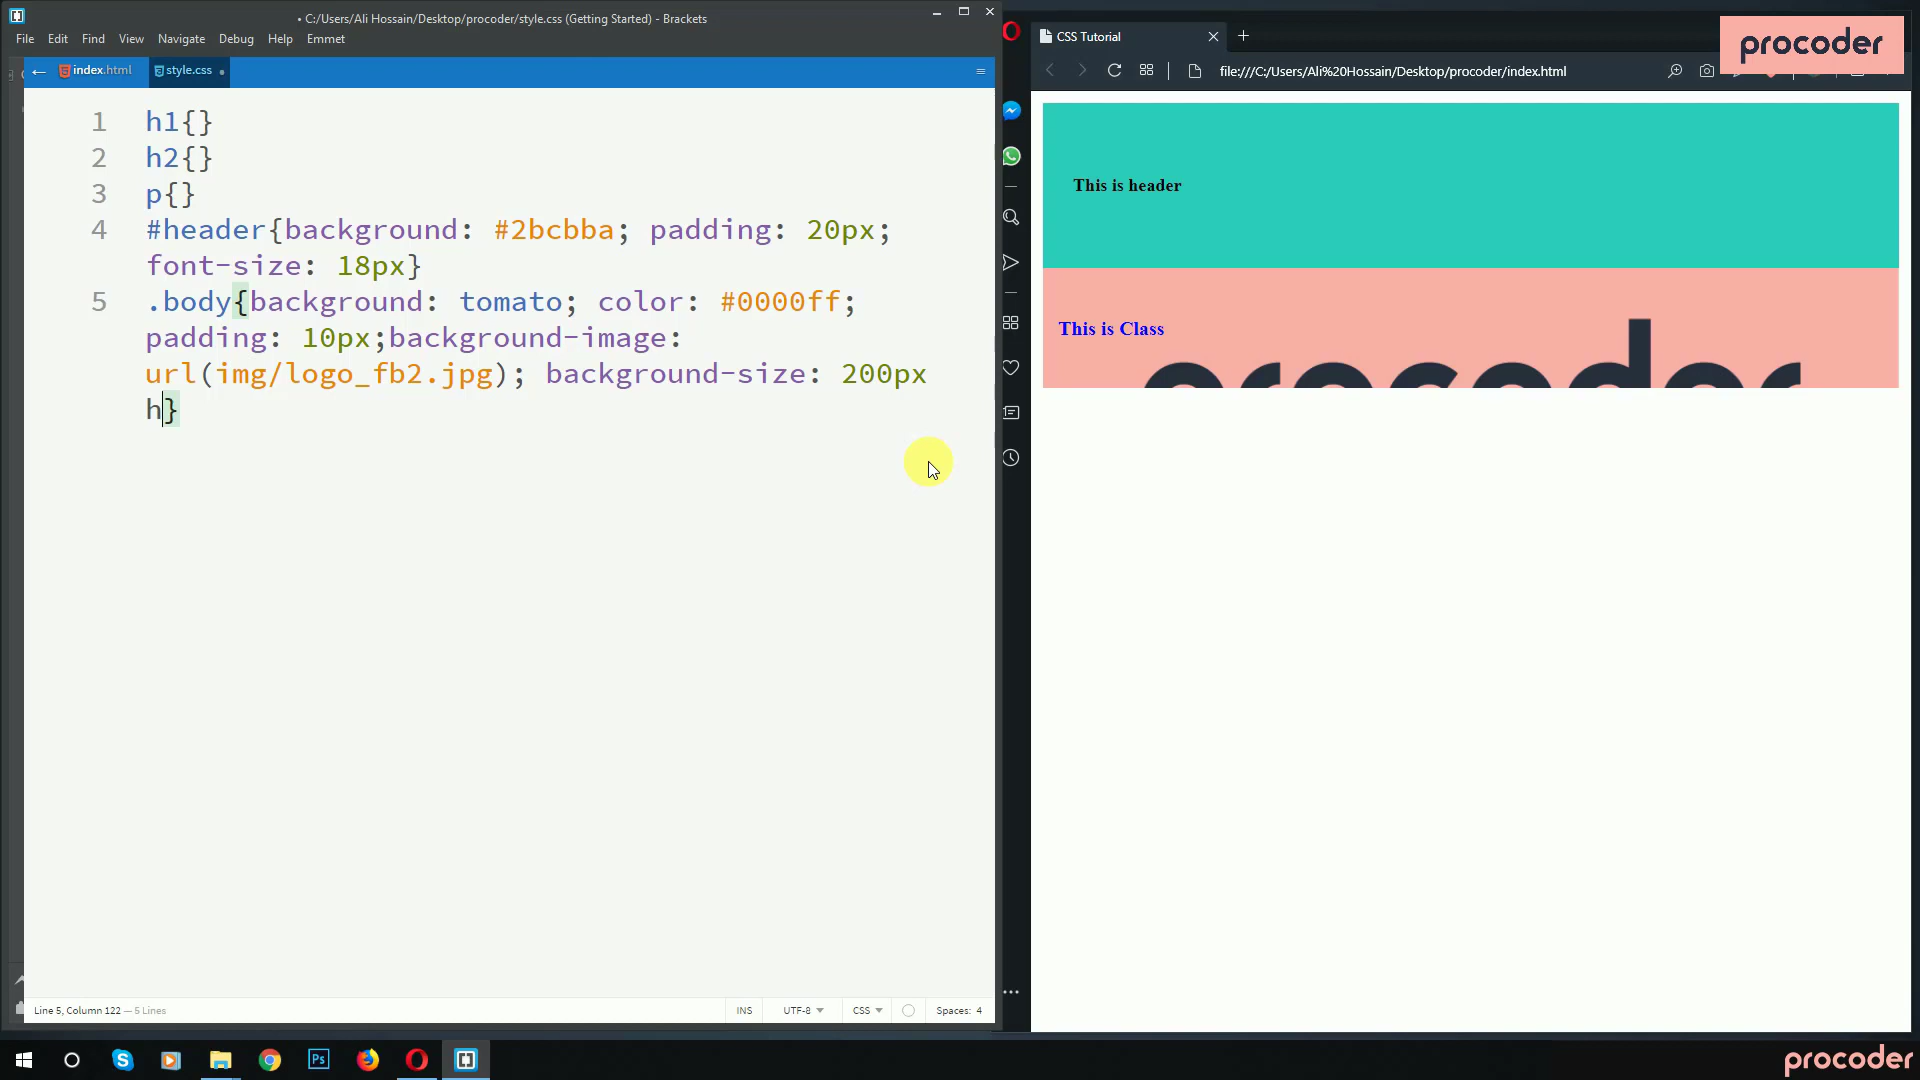 • C:/Users/Ali Hossain/Desktop/procoder/style.css (Getting Started) - Brackets
File Edit Find View Navigate Debug Help Emmet
index.html style.css
1 h1{}
2 h2{}
3 p{}
4 #header{background: #2bcbba; padding: 20px;
font-size: 18px}
5 .body{background: tomato; color: #0000ff;
padding: 10px;background-image:
url(img/logo_fb2.jpg); background-size: 200px
h}
Line 5, Column 122 — 5 Lines
INS UTF-8 CSS Spaces: 4
CSS Tutorial
file:///C:/Users/Ali%20Hossain/Desktop/procoder/index.html
procoder
This is header
This is Class
procoder
Ps
procoder